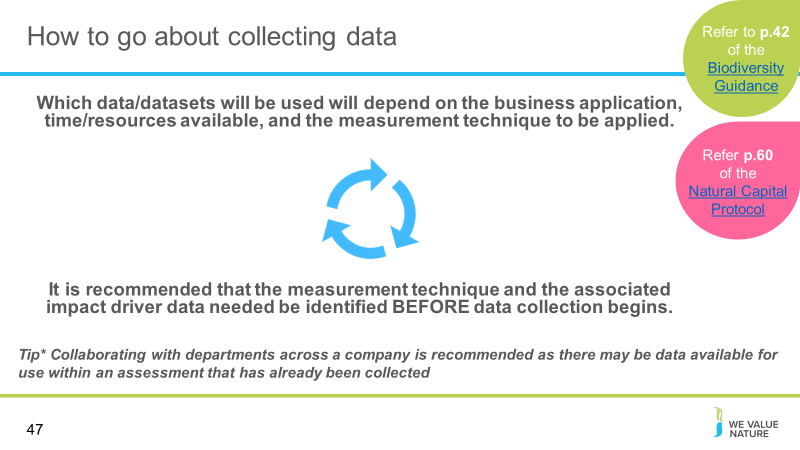 How to go about collecting data
Refer to p.42
of the
Biodiversity
Guidance
Which data/datasets will be used will depend on the business application,
time/resources available, and the measurement technique to be applied.
Refer p.60
of the
Natural Capital
Protocol
It is recommended that the measurement technique and the associated
impact driver data needed be identified BEFORE data collection begins.
Tip* Collaborating with departments across a company is recommended as there may be data available for
use within an assessment that has already been collected
47
WE VALUE
NATURE